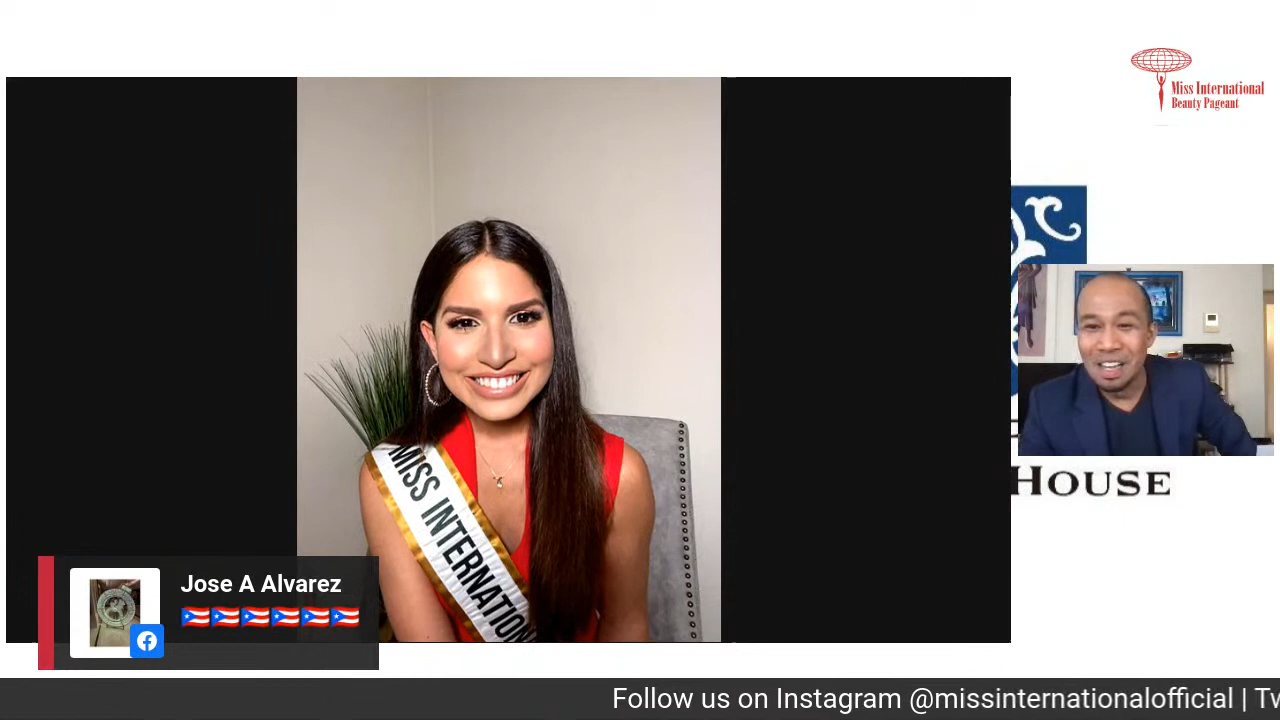 Miss International
Beauty Pageant
MISS INTERNATION
HOUSE
Jose A Alvarez
🇵🇷🇵🇷🇵🇷🇵🇷🇵🇷🇵🇷
Follow us on Instagram @missinternationalofficial | Tw